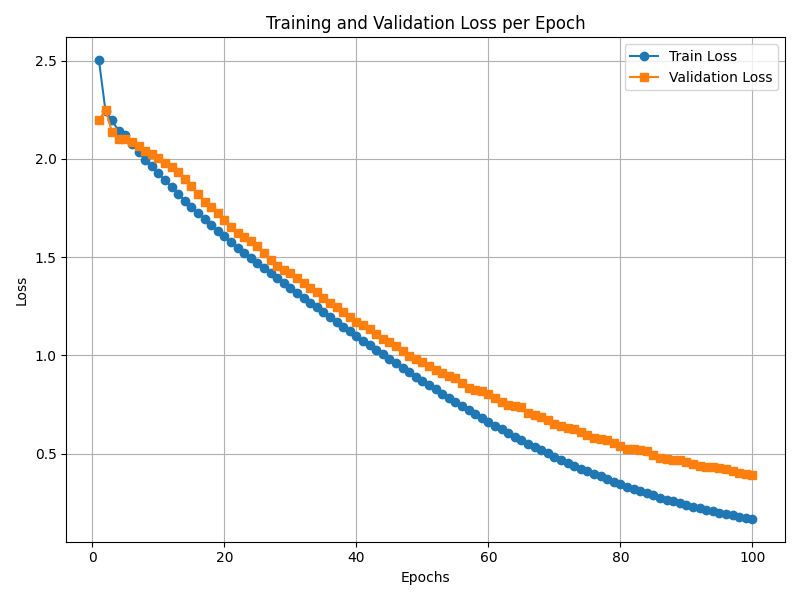 Training and Validation Loss per Epoch
Train Loss
Validation Loss
2.5
2.0
1.5
1.0
0.5
Loss
0 20 40 60 80 100
Epochs